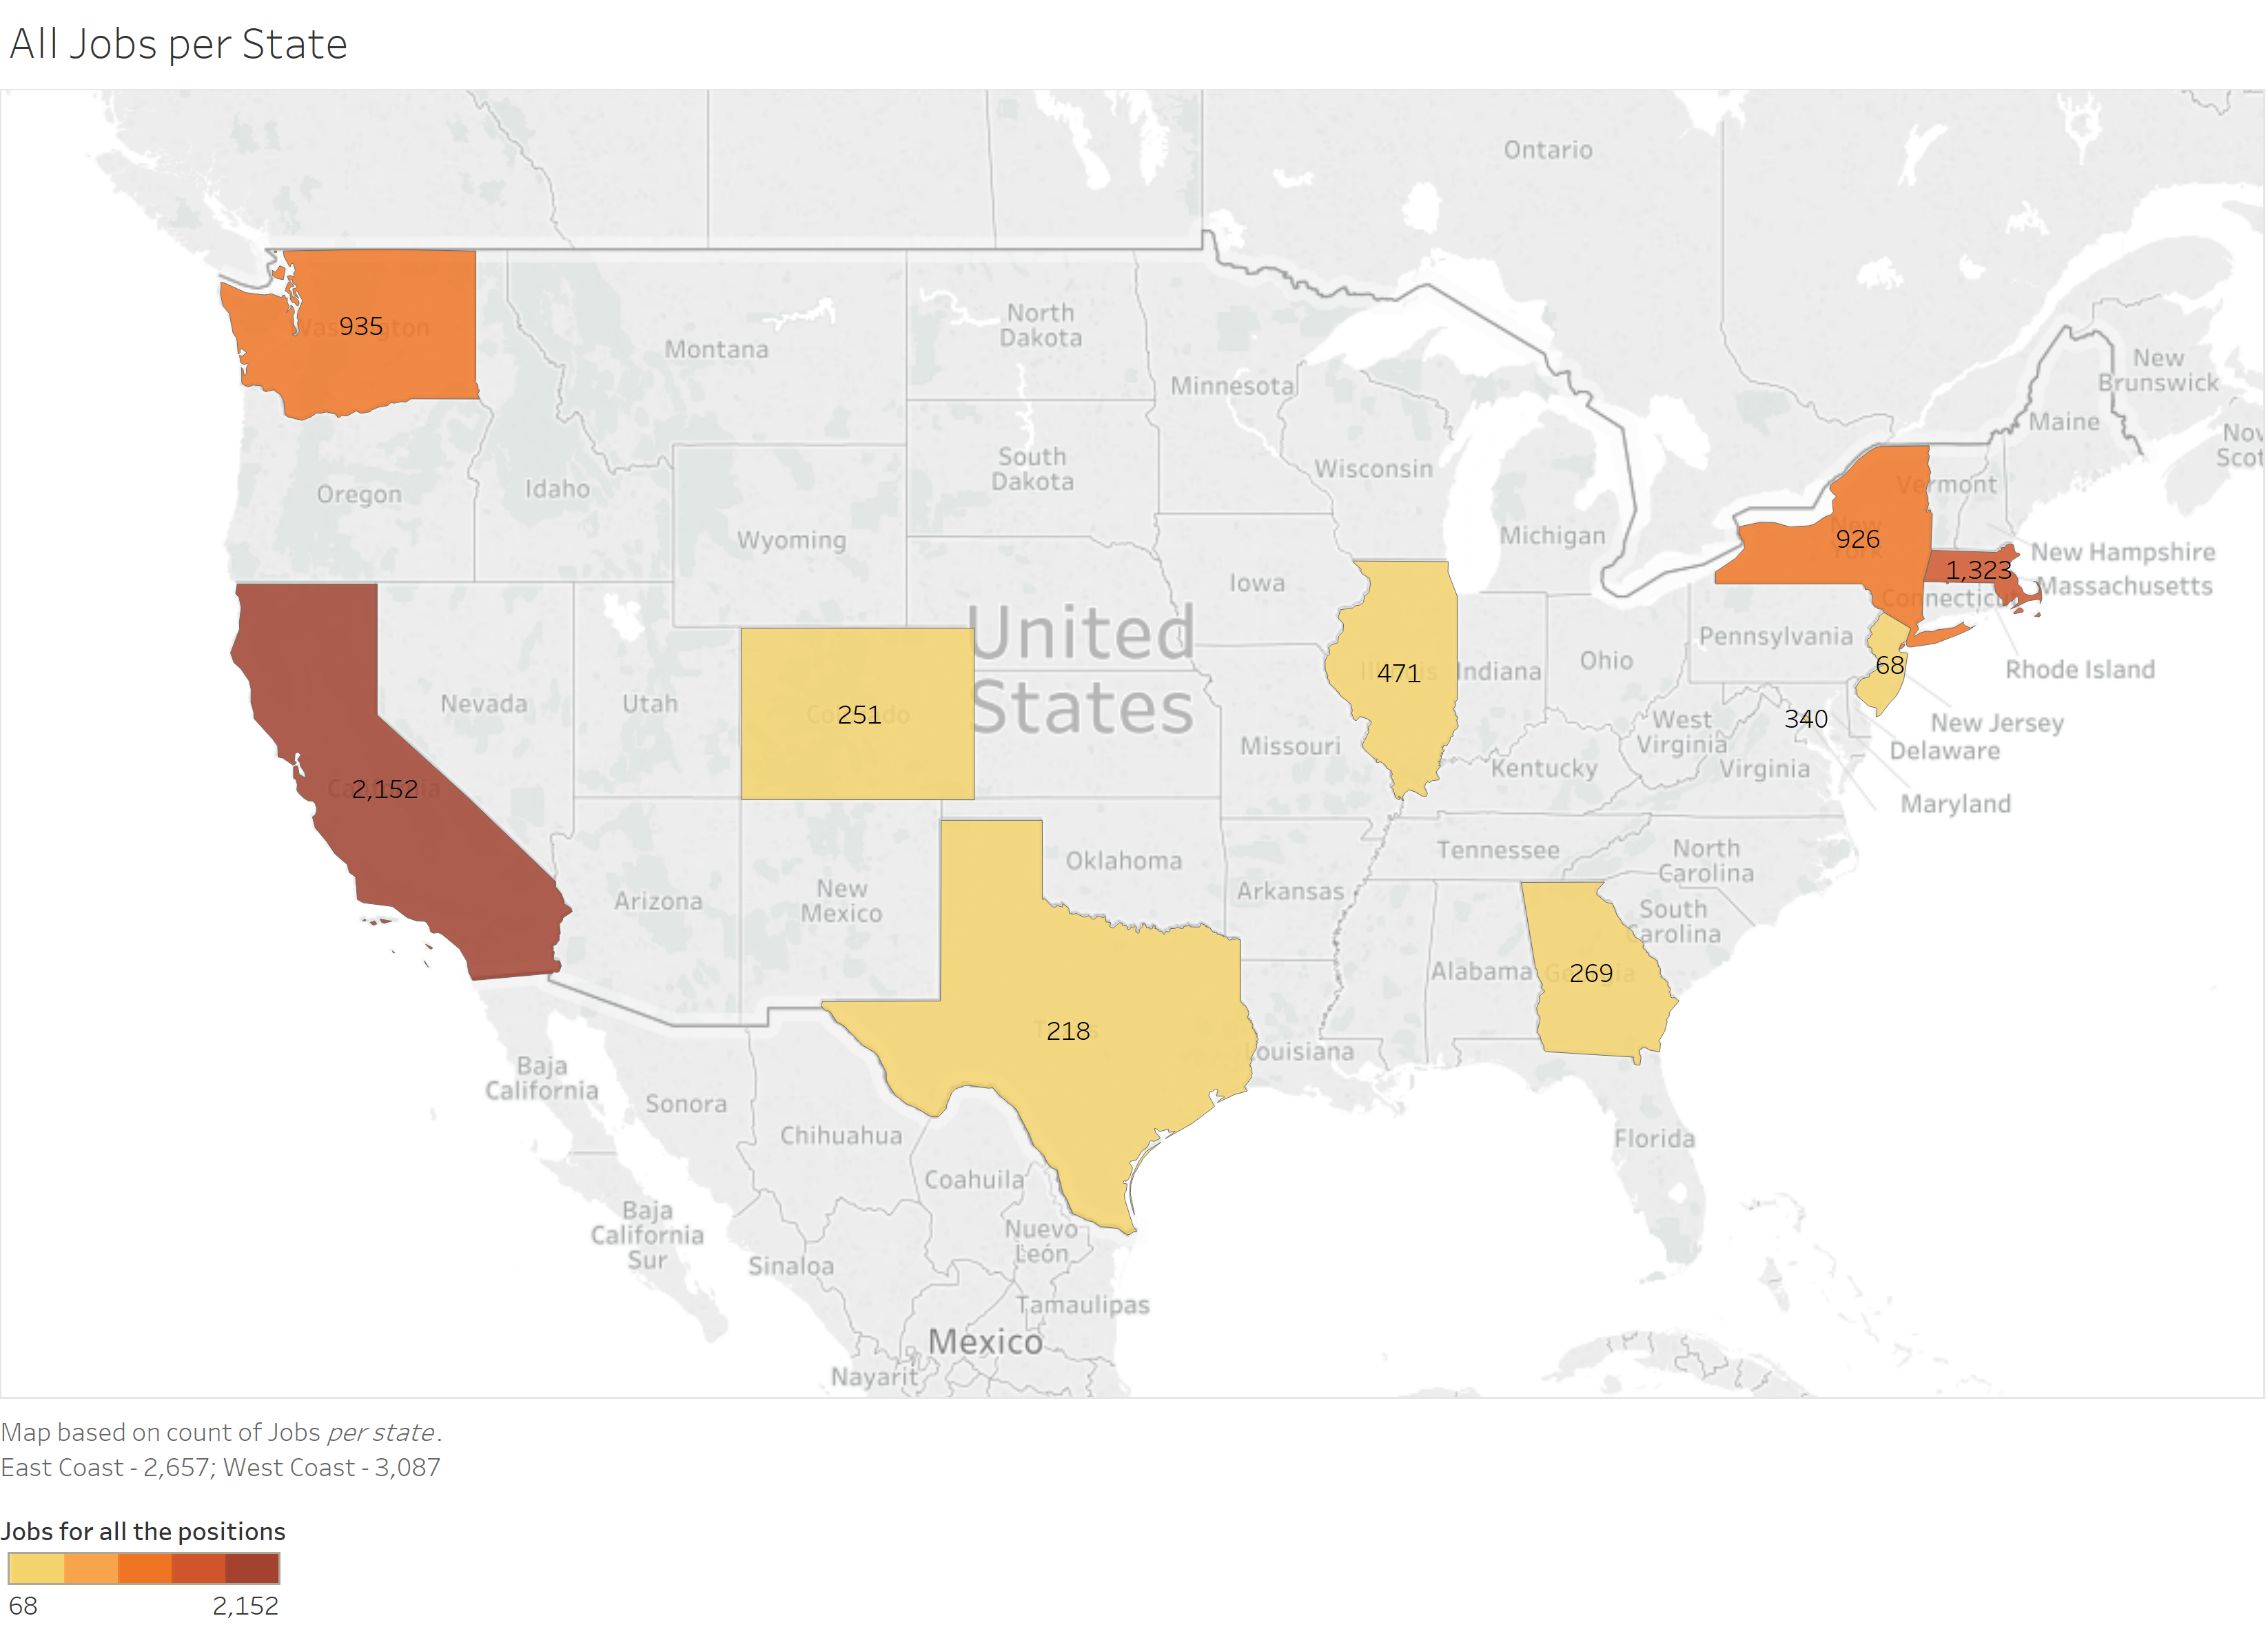 All Jobs per State
Ontario
935
North
Dakota
Montana
Minnesota
New
Brunswick
Maine
Nov
Scot
South
Dakota
Wisconsin
Oregon
Idaho
Vermont
Wyoming
Michigan
926
New Hampshire
1,323
Massachusetts
Iowa
Connecticut
United
States
Pennsylvania
Ohio
471
Indiana
68
Rhode Island
Nevada
Utah
251
340
New Jersey
West
Virginia
Delaware
Missouri
Kentucky
Virginia
2,152
Maryland
Oklahoma
Tennessee
North
Carolina
Arkansas
Arizona
New
Mexico
South
Carolina
Alabama
269
218
Louisiana
Baja
California
Sonora
Chihuahua
Florida
Coahuila
Baja
California
Sur
Nuevo
León
Sinaloa
Tamaulipas
Mexico
Nayarit
Map based on count of Jobs per state.
East Coast - 2,657; West Coast - 3,087
Jobs for all the positions
68
2,152